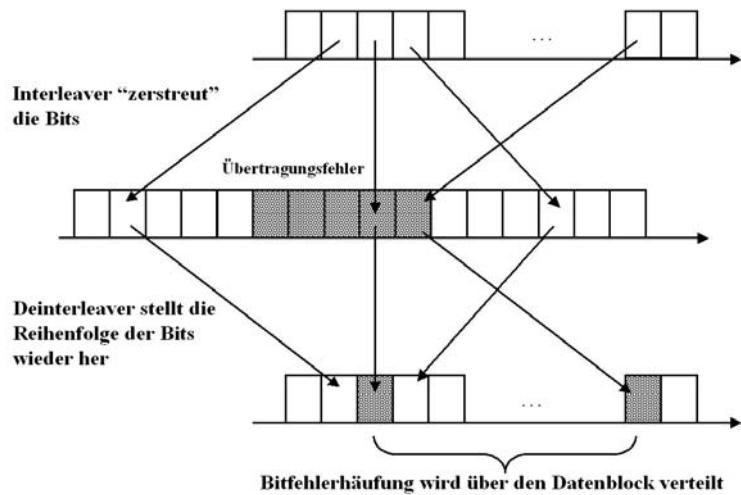 . . .
Interleaver “zerstreut”
die Bits
Übertragungsfehler
Deinterleaver stellt die
Reihenfolge der Bits
wieder her
. . .
Bitfehlerhäufung wird über den Datenblock verteilt